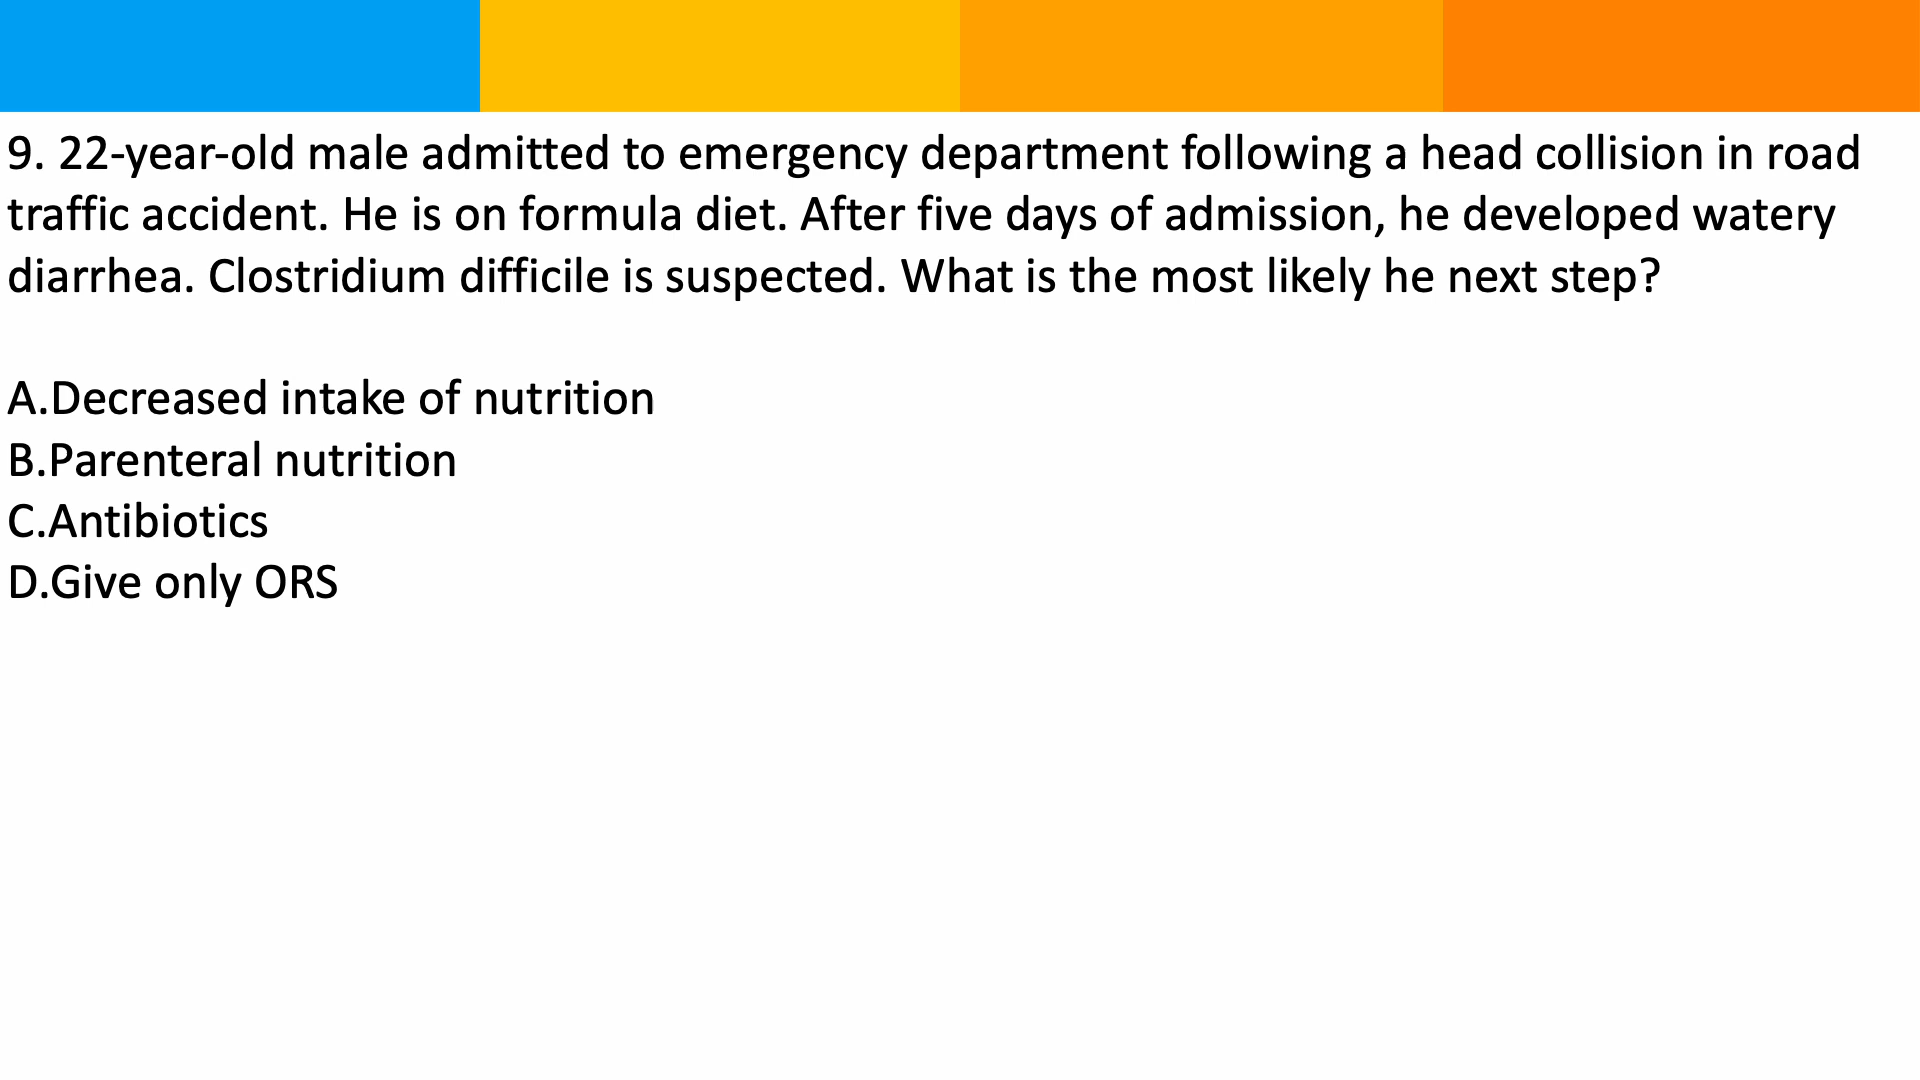 9. 22-year-old male admitted to emergency department following a head collision in road
traffic accident. He is on formula diet. After five days of admission, he developed watery
diarrhea. Clostridium difficile is suspected. What is the most likely he next step?
A.Decreased intake of nutrition
B.Parenteral nutrition
C.Antibiotics
D.Give only ORS